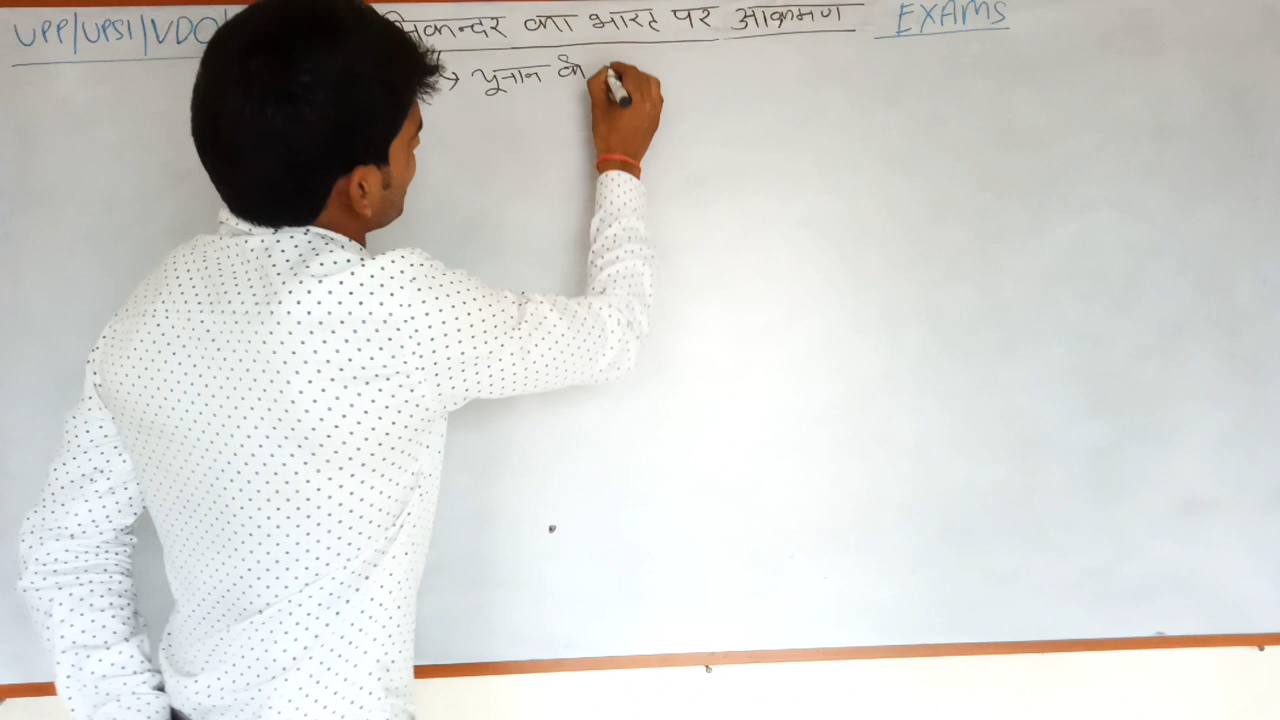 UPP/UPSI/VDO/ सिकन्दर का भारत पर आक्रमण EXAMS
→ यूनान के